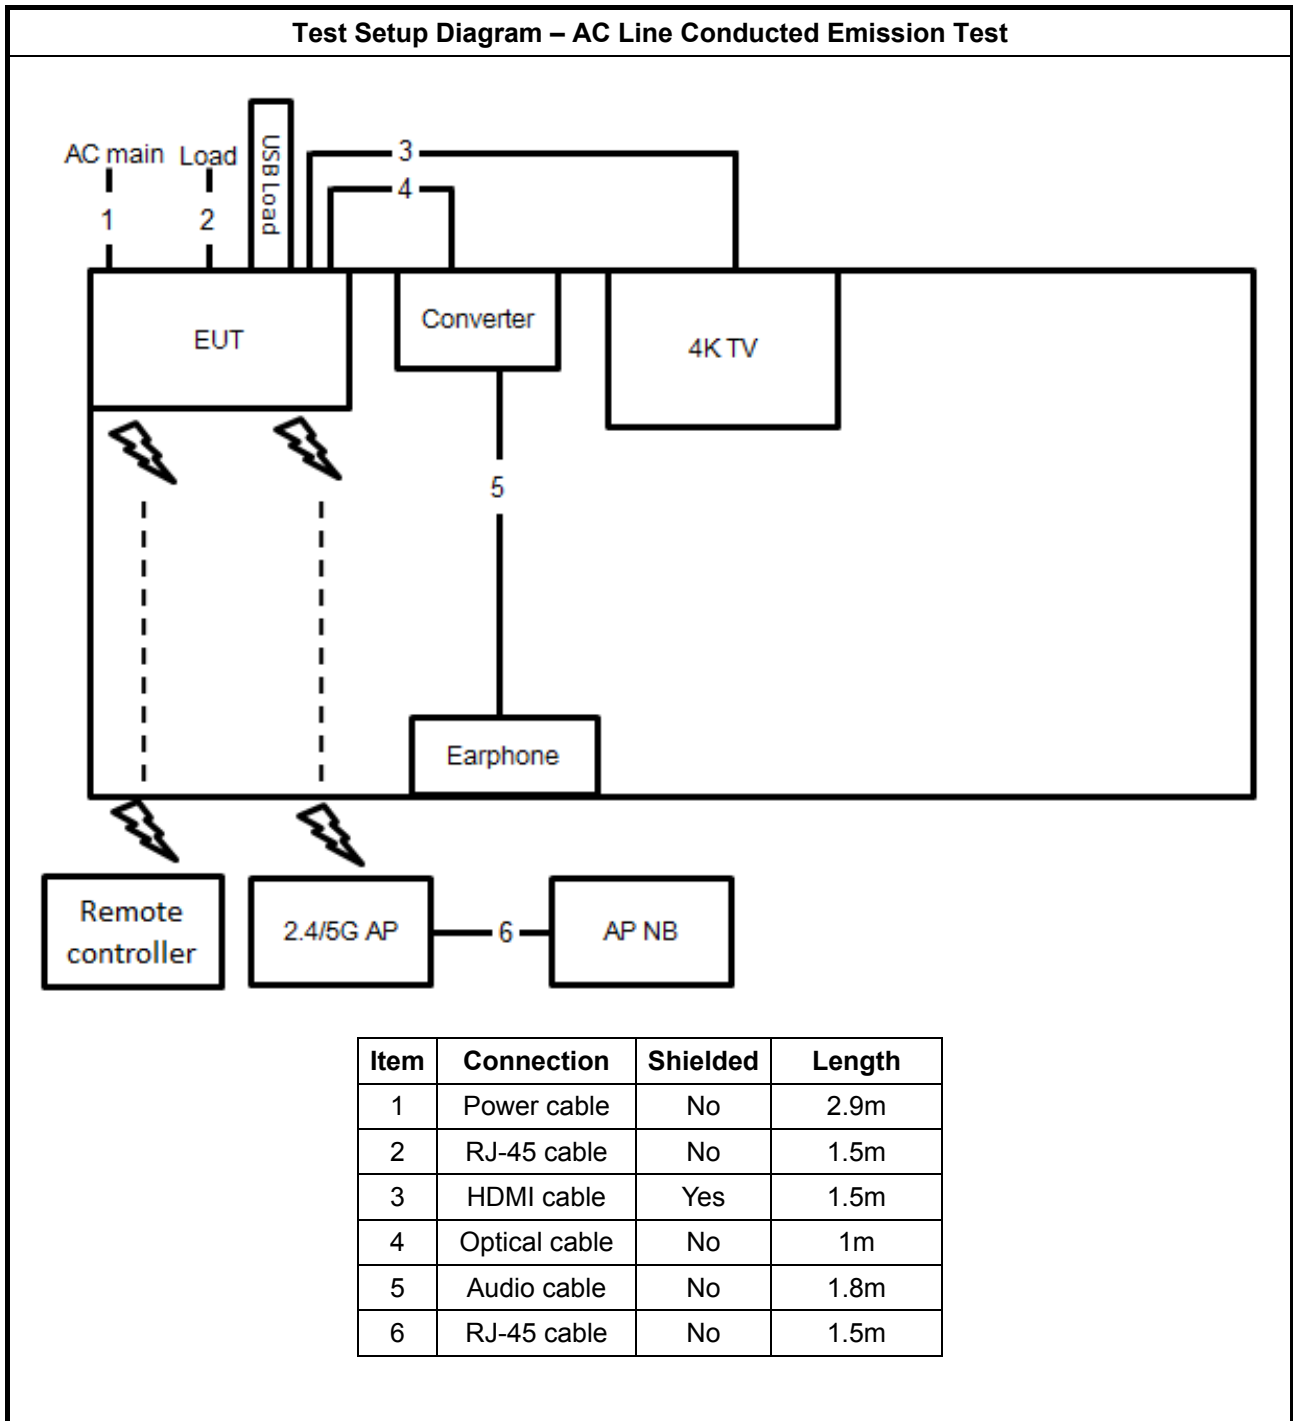 Test Setup Diagram – AC Line Conducted Emission Test
AC main
Load
USB Load
3
4
1
2
EUT
Converter
4K TV
5
Earphone
Remote
controller
2.4/5G AP
6
AP NB
Item Connection Shielded Length
1 Power cable No 2.9m
2 RJ-45 cable No 1.5m
3 HDMI cable Yes 1.5m
4 Optical cable No 1m
5 Audio cable No 1.8m
6 RJ-45 cable No 1.5m